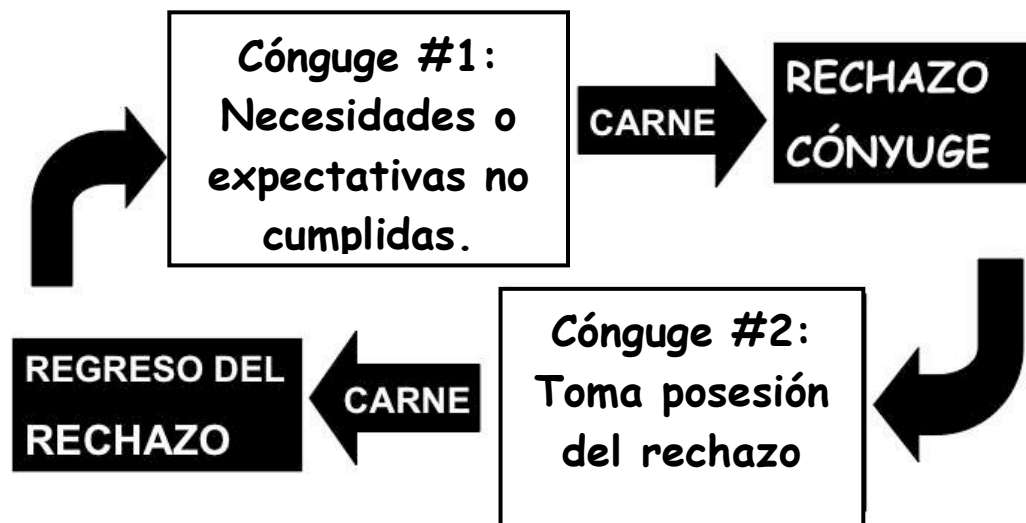 Cónguge #1:
Necesidades o
expectativas no
cumplidas.
CARNE
RECHAZO
CÓNYUGE
Cónguge #2:
Toma posesión
del rechazo
CARNE
REGRESO DEL
RECHAZO